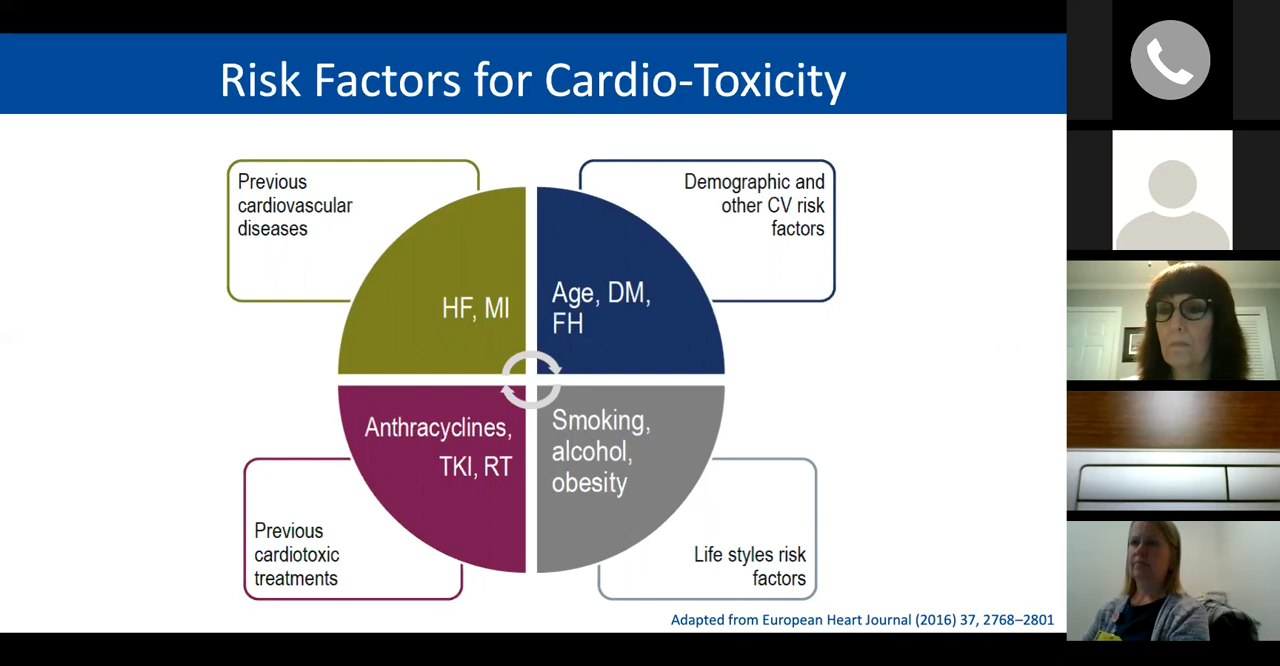 Risk Factors for Cardio-Toxicity
Previous
cardiovascular
diseases
Demographic and
other CV risk
factors
HF, MI
Age, DM,
FH
Anthracyclines,
TKI, RT
Smoking,
alcohol,
obesity
Previous
cardiotoxic
treatments
Life styles risk
factors
Adapted from European Heart Journal (2016) 37, 2768–2801